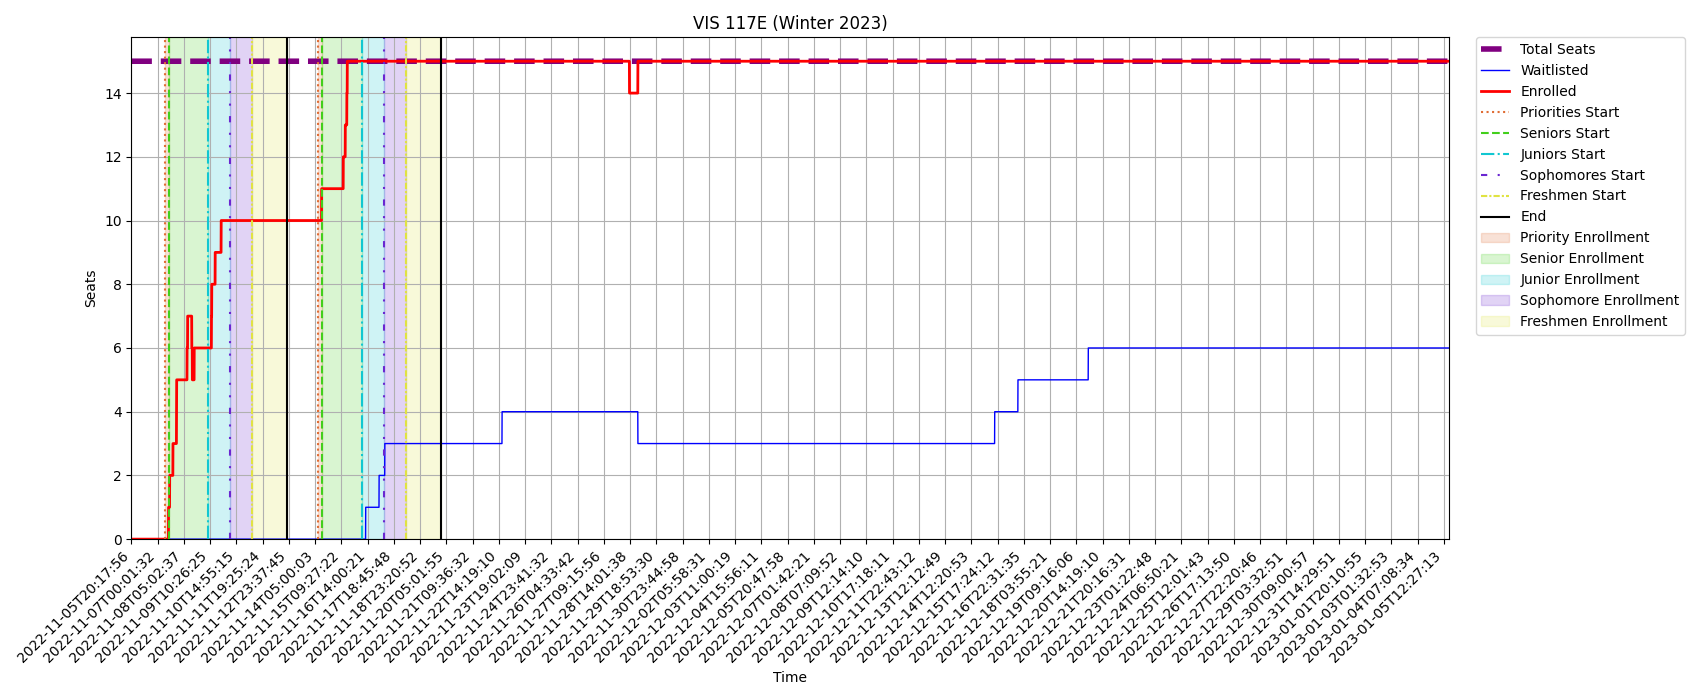 VIS 117E (Winter 2023)
Seats
14
12
10
8
6
4
2
0
2022-11-05T20:17:56
2022-11-07T00:01:32
2022-11-08T05:02:37
2022-11-09T10:26:25
2022-11-10T14:55:15
2022-11-11T19:25:24
2022-11-12T23:37:45
2022-11-14T05:00:03
2022-11-15T09:27:22
2022-11-16T14:00:21
2022-11-17T18:45:48
2022-11-18T23:20:52
2022-11-20T05:01:55
2022-11-21T09:36:32
2022-11-22T14:19:10
2022-11-23T19:02:09
2022-11-24T23:41:32
2022-11-26T04:33:42
2022-11-27T09:15:56
2022-11-28T14:01:38
2022-11-29T18:53:30
2022-11-30T23:44:58
2022-12-02T05:58:31
2022-12-03T11:00:19
2022-12-04T15:56:11
2022-12-05T20:47:58
2022-12-07T01:42:21
2022-12-08T07:09:52
2022-12-09T12:14:10
2022-12-10T17:18:11
2022-12-11T22:43:12
2022-12-13T12:12:49
2022-12-14T12:20:53
2022-12-15T17:24:12
2022-12-16T22:31:35
2022-12-18T03:55:21
2022-12-19T09:16:06
2022-12-20T14:19:10
2022-12-21T20:16:31
2022-12-23T01:22:48
2022-12-24T06:50:21
2022-12-25T12:01:43
2022-12-26T17:13:50
2022-12-27T22:20:46
2022-12-29T03:32:51
2022-12-30T09:00:57
2022-12-31T14:29:51
2023-01-01T20:10:55
2023-01-03T01:32:53
2023-01-04T07:08:34
2023-01-05T12:27:13
Time
Total Seats
Waitlisted
Enrolled
Priorities Start
Seniors Start
Juniors Start
Sophomores Start
Freshmen Start
End
Priority Enrollment
Senior Enrollment
Junior Enrollment
Sophomore Enrollment
Freshmen Enrollment